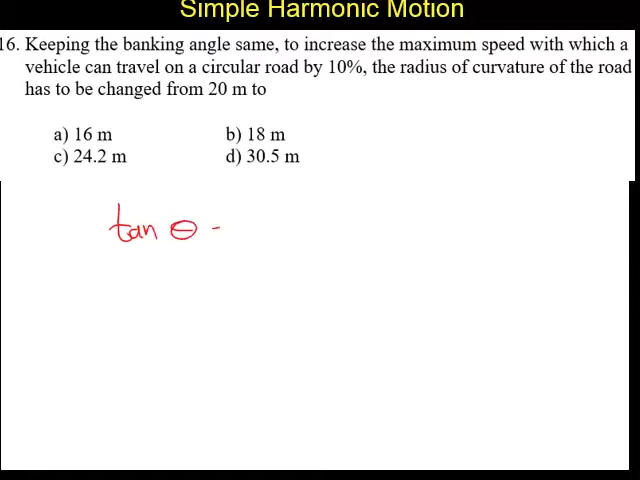 Simple Harmonic Motion
16. Keeping the banking angle same, to increase the maximum speed with which a
vehicle can travel on a circular road by 10%, the radius of curvature of the road
has to be changed from 20 m to
a) 16 m b) 18 m
c) 24.2 m d) 30.5 m
tan θ -